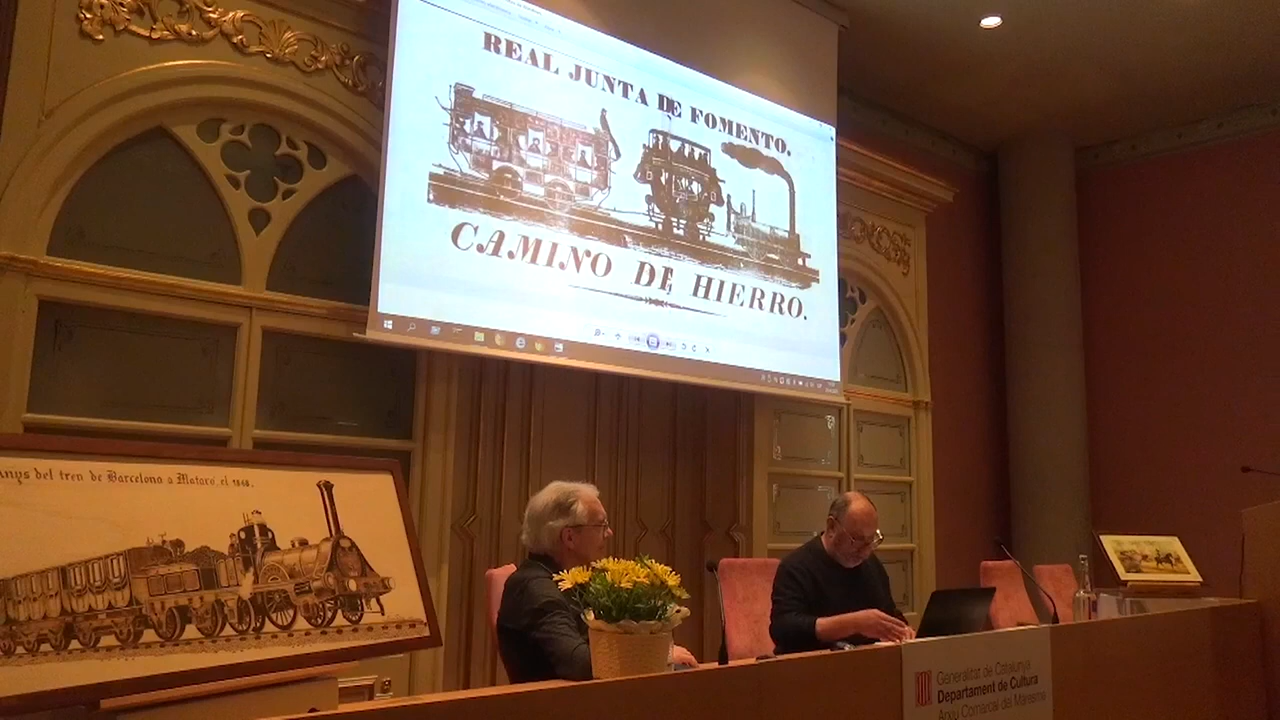 REAL JUNTA DE FOMENTO.
CAMINO DE HIERRO.
anys del tren de Barcelona a Mataró, el 1848.
Generalitat de Catalunya
Departament de Cultura
Arxiu Comarcal del Maresme